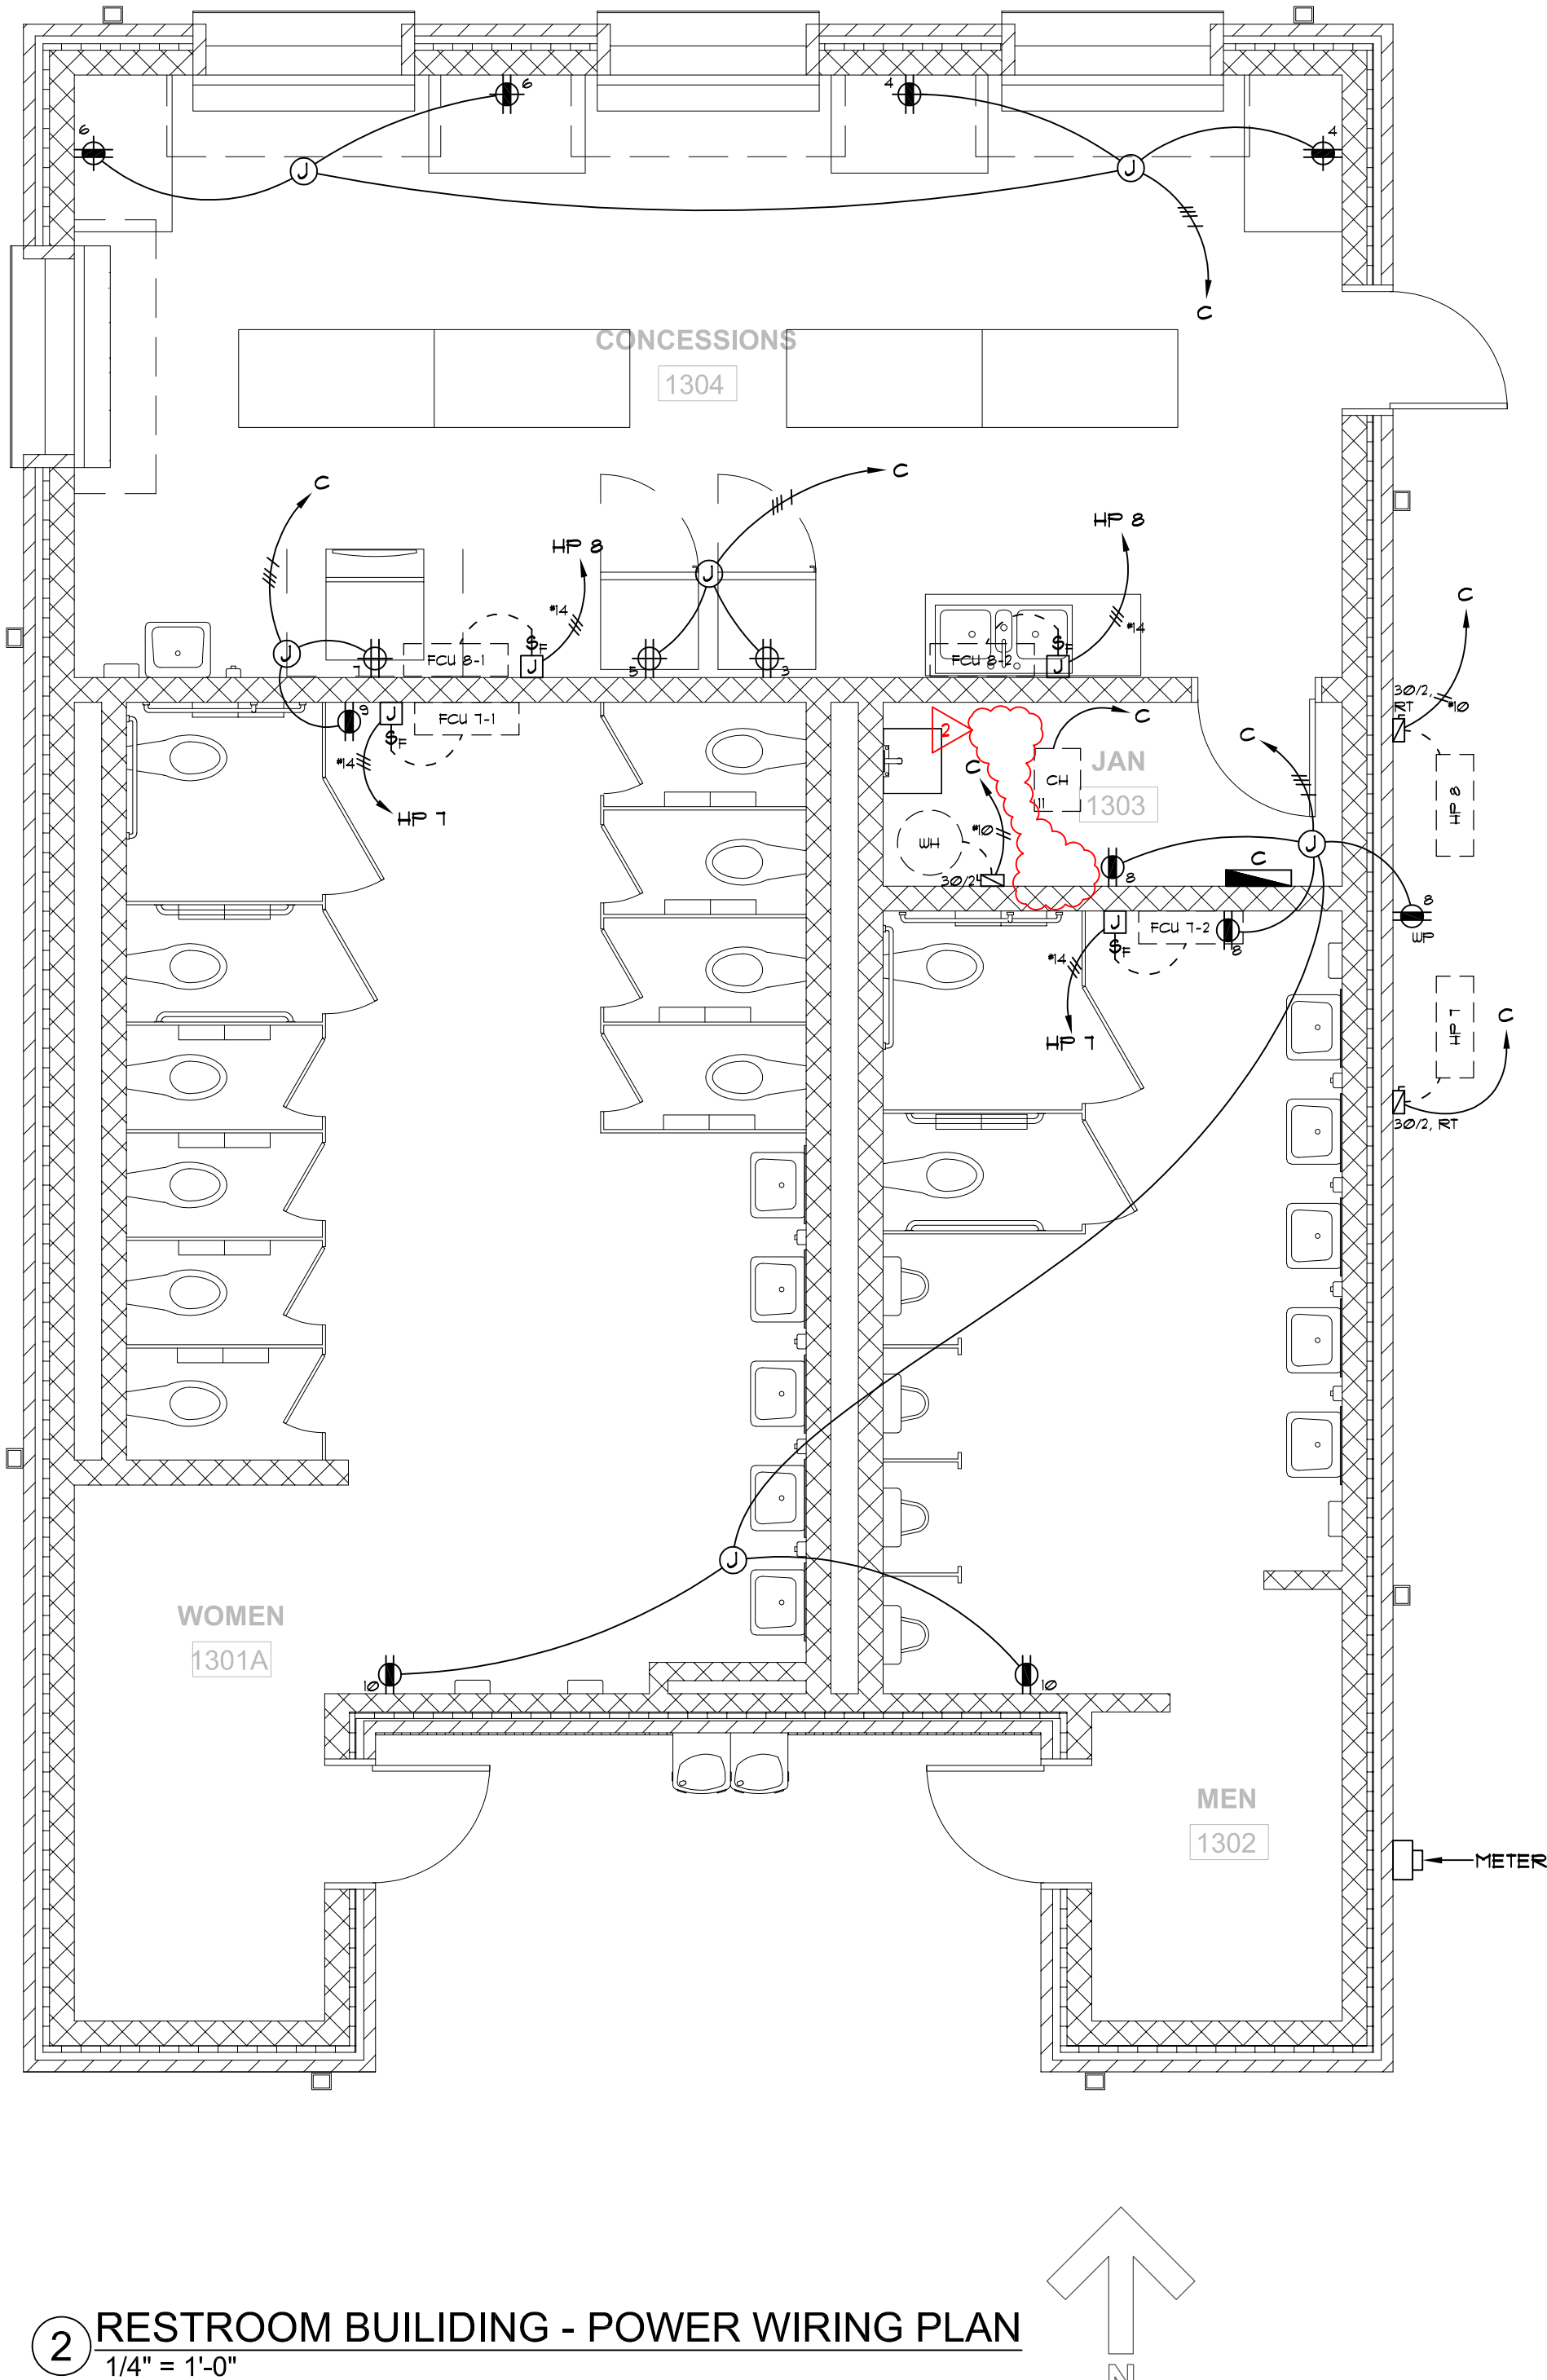 6
4
6
4
J
J
C
CONCESSIONS
1304
C
C
HP 8
HP 8
#14
#14
C
J
J
7
FCU 8-1
$F
J
5
3
FCU 8-2
$F
J
30/2,
RT
#10
9
J
FCU 7-1
$F
#14
HP 7
2
C
C
C
JAN
1303
CH
11
HP 8
WH
#10
30/2
8
C
J
8
WP
J
FCU 7-2
8
$F
#14
HP 7
HP 7
C
30/2, RT
J
WOMEN
1301A
10
10
MEN
1302
METER
2
RESTROOM BUILIDING - POWER WIRING PLAN
1/4" = 1'-0"
N